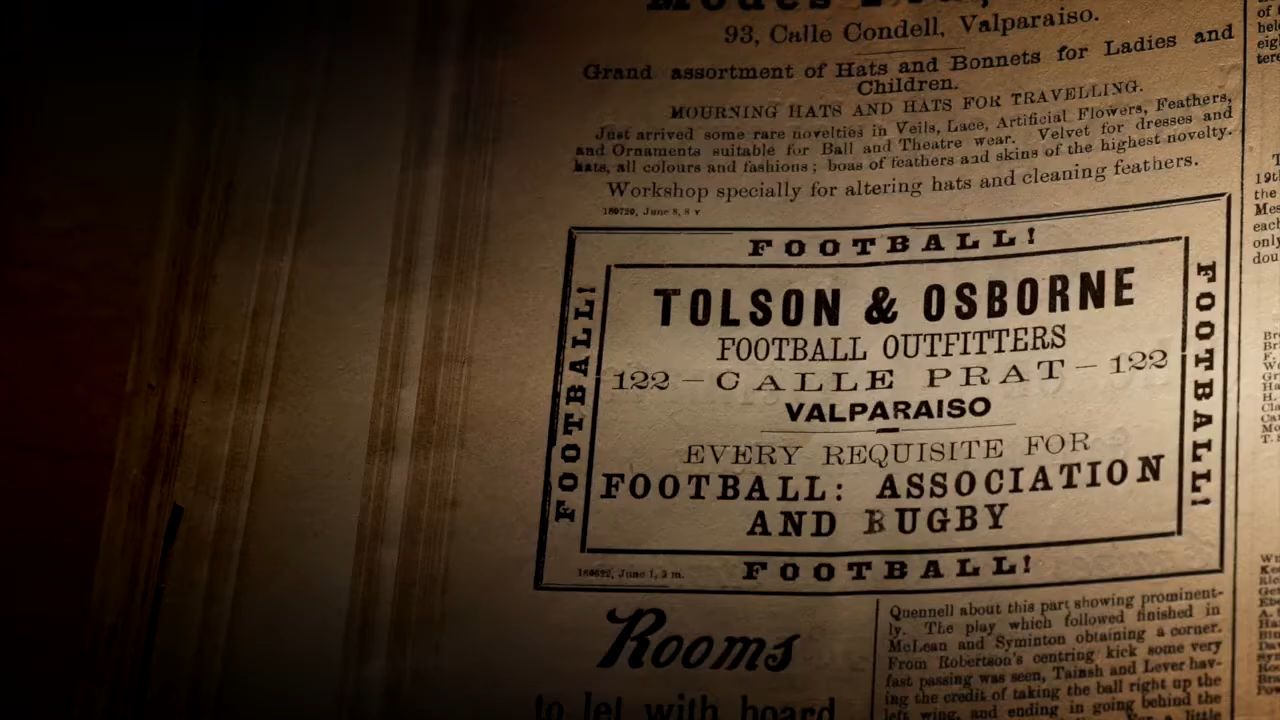 93, Calle Condell, Valparaiso.
Grand assortment of Hats and Bonnets for Ladies and
Children.
MOURNING HATS AND HATS FOR TRAVELLING.
Just arrived some rare novelties in Veils, Lace, Artificial Flowers, Feathers,
and Ornaments suitable for Ball and Theatre wear. Velvet for dresses and
hats, all colours and fashions; boas of feathers and skins of the highest novelty.
Workshop specially for altering hats and cleaning feathers.
FOOTBALL!
FOOTBALL!
TOLSON & OSBORNE
FOOTBALL OUTFITTERS
122 – CALLE PRAT – 122
VALPARAISO
EVERY REQUISITE FOR
FOOTBALL: ASSOCIATION
AND RUGBY
FOOTBALL!
FOOTBALL!
Rooms
to let with board
Quennell about this part showing prominent-
ly. The play which followed finished in
McLean and Syminton obtaining a corner.
From Robertson's centring kick some very
fast passing was seen, Tainsh and Lever hav-
ing the credit of taking the ball right up the
left wing, and ending in going behind the